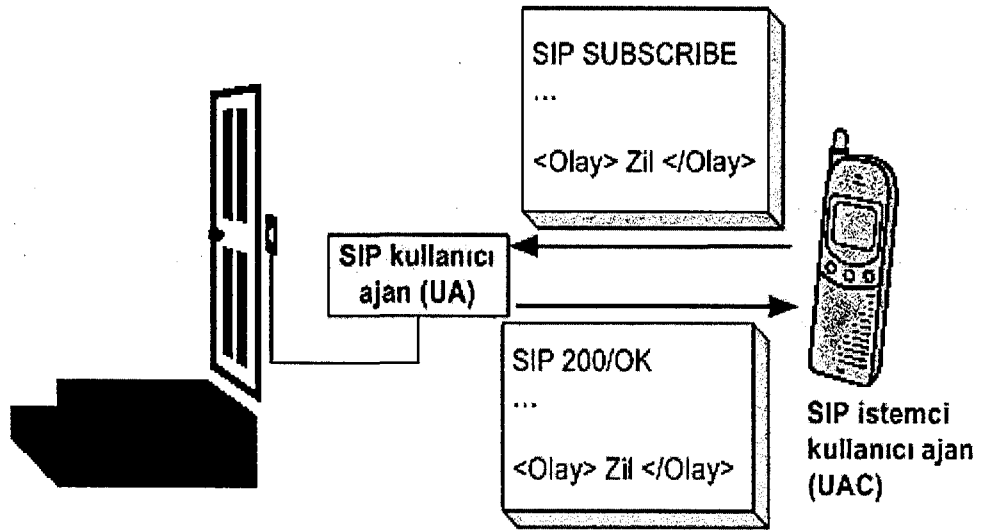 SIP SUBSCRIBE
...
<Olay> Zil </Olay>
SIP kullanıcı
ajan (UA)
SIP 200/OK
...
<Olay> Zil </Olay>
SIP istemci
kullanıcı ajan
(UAC)